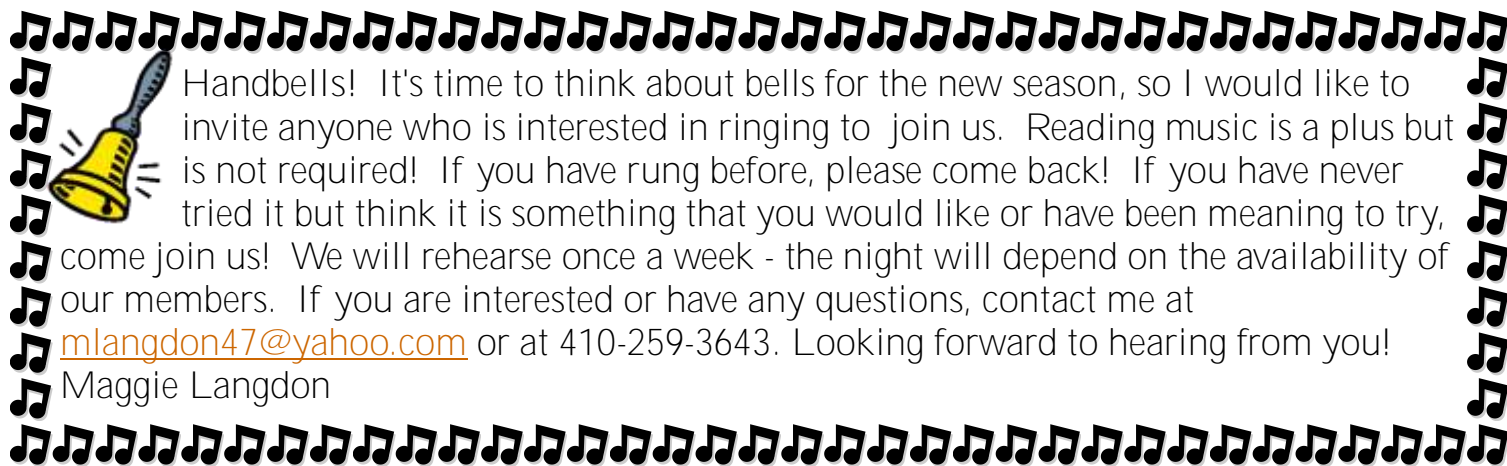 Handbells!  It's time to think about bells for the new season, so I would like to
invite anyone who is interested in ringing to  join us.  Reading music is a plus but
is not required!  If you have rung before, please come back!  If you have never
tried it but think it is something that you would like or have been meaning to try,
come join us!  We will rehearse once a week - the night will depend on the availability of
our members.  If you are interested or have any questions, contact me at
mlangdon47@yahoo.com or at 410-259-3643. Looking forward to hearing from you!
Maggie Langdon